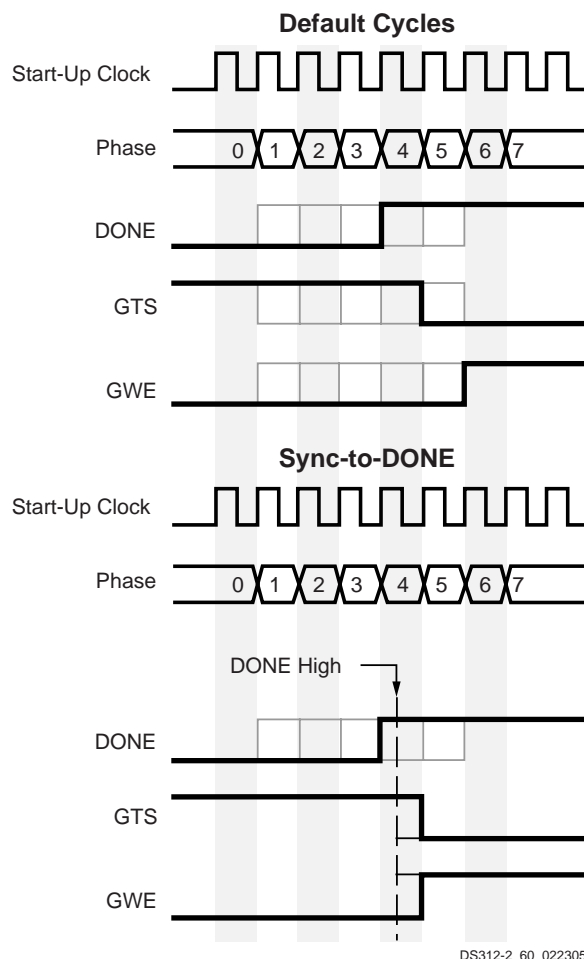 Default Cycles
Start-Up Clock
Phase 0 1 2 3 4 5 6 7
DONE
GTS
GWE
Sync-to-DONE
Start-Up Clock
Phase 0 1 2 3 4 5 6 7
DONE High
DONE
GTS
GWE
DS312-2_60_022305